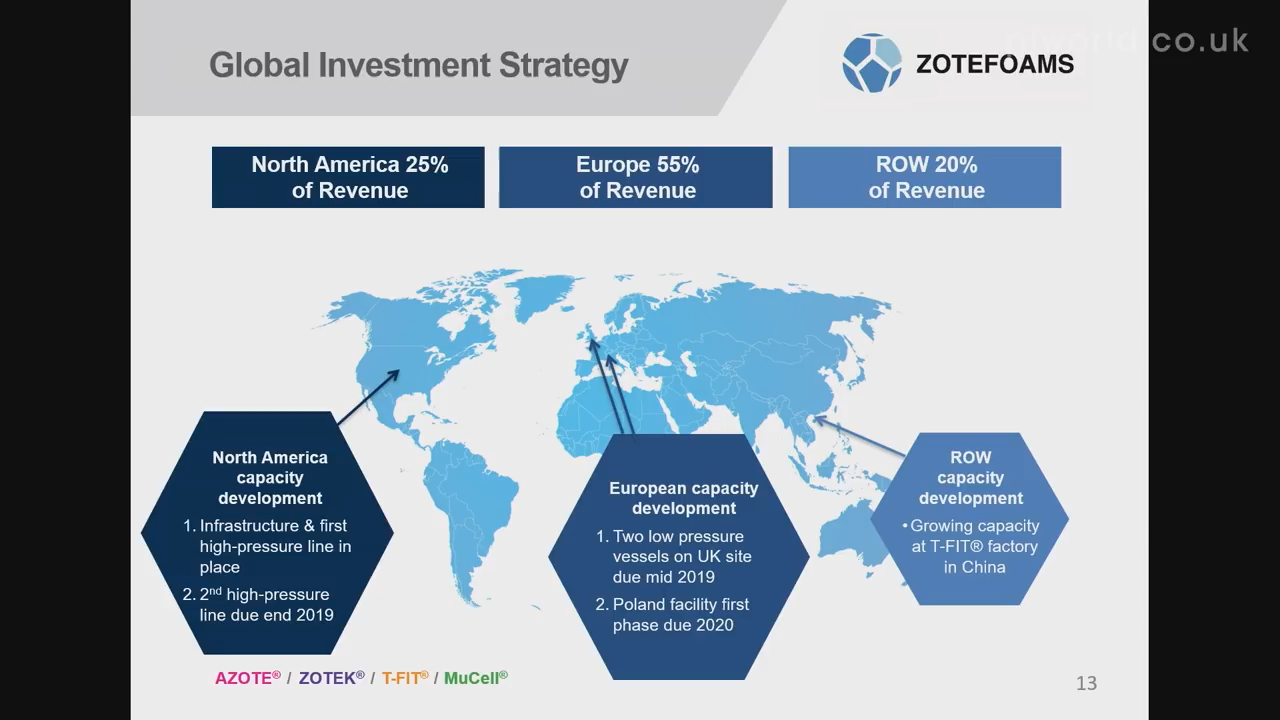 Global Investment Strategy
ZOTEFOAMS
co.uk
North America 25%
of Revenue
Europe 55%
of Revenue
ROW 20%
of Revenue
North America
capacity
development
1. Infrastructure & first
high-pressure line in
place
2. 2nd high-pressure
line due end 2019
European capacity
development
1. Two low pressure
vessels on UK site
due mid 2019
2. Poland facility first
phase due 2020
ROW
capacity
development
• Growing capacity
at T-FIT® factory
in China
AZOTE® / ZOTEK® / T-FIT® / MuCell®
13